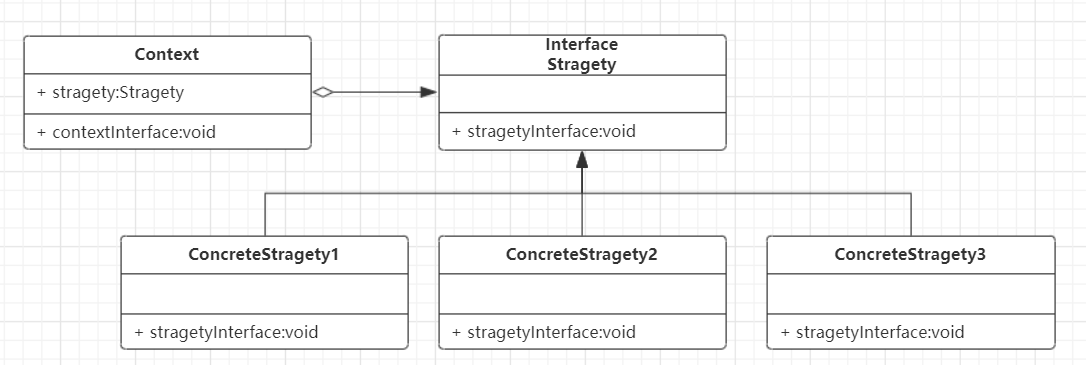 Context
+ stragety:Stragety
+ contextInterface:void
Interface
Stragety
+ stragetyInterface:void
ConcreteStragety1
+ stragetyInterface:void
ConcreteStragety2
+ stragetyInterface:void
ConcreteStragety3
+ stragetyInterface:void